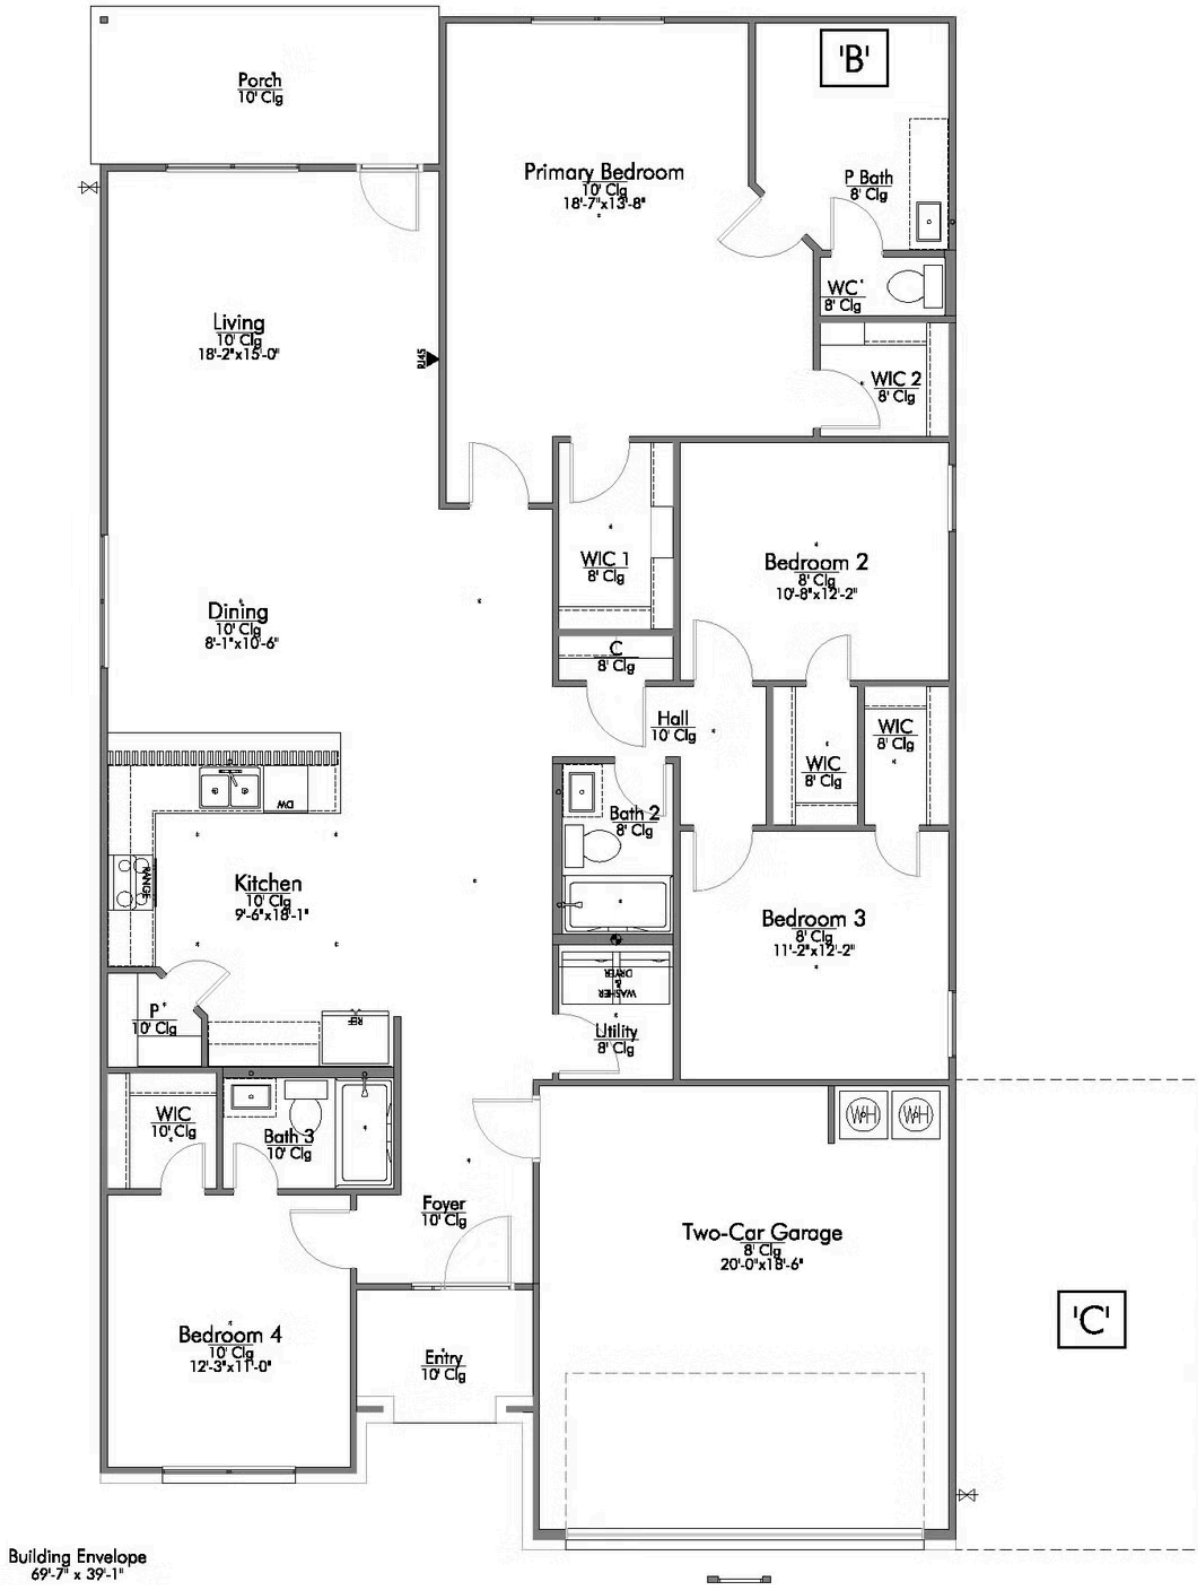 Porch
10' Clg
'B'
Primary Bedroom
10' Clg
18'-7"x13'-8"
P Bath
8' Clg
WC
8' Clg
Living
10' Clg
18'-2"x15'-0"
RJ45
WIC 2
8' Clg
WIC 1
8' Clg
Bedroom 2
8' Clg
10'-8"x12'-2"
Dining
10' Clg
8'-1"x10'-6"
C
8' Clg
Hall
10' Clg
WIC
8' Clg
WIC
8' Clg
DW
Bath 2
8' Clg
RANGE
Kitchen
10' Clg
9'-6"x18'-1"
Bedroom 3
8' Clg
11'-2"x12'-2"
WASHER
&
DRYER
P
10' Clg
REF
Utility
8' Clg
WIC
10' Clg
Bath 3
10' Clg
WH
WH
Foyer
10' Clg
Two-Car Garage
8' Clg
20'-0"x18'-6"
'C'
Bedroom 4
10' Clg
12'-3"x11'-0"
Entry
10' Clg
Building Envelope
69'-7" x 39'-1"